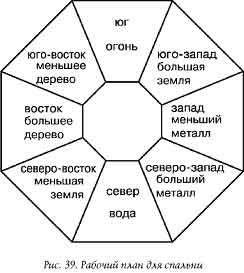 юг
огонь
юго-восток
меньшее
дерево
юго-запад
большая
земля
восток
большее
дерево
запад
меньший
металл
северо-восток
меньшая
земля
северо-запад
больший
металл
север
вода
Рис. 39. Рабочий план для спальни